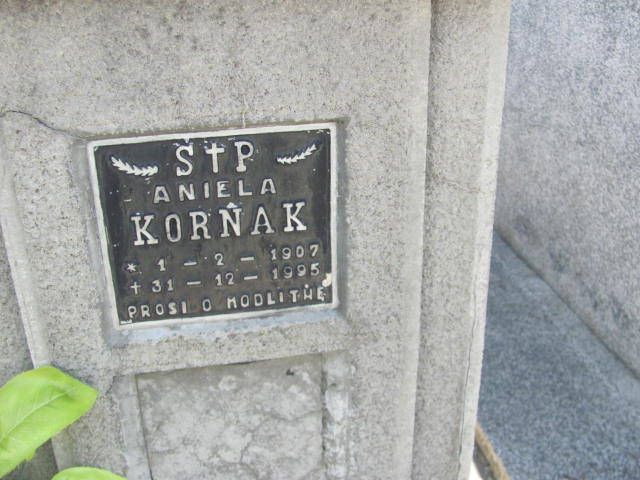 Ś†P
ANIELA
KORŇAK
* 1 - 2 - 1907
† 31 - 12 - 1995
PROSI O MODLITWĘ